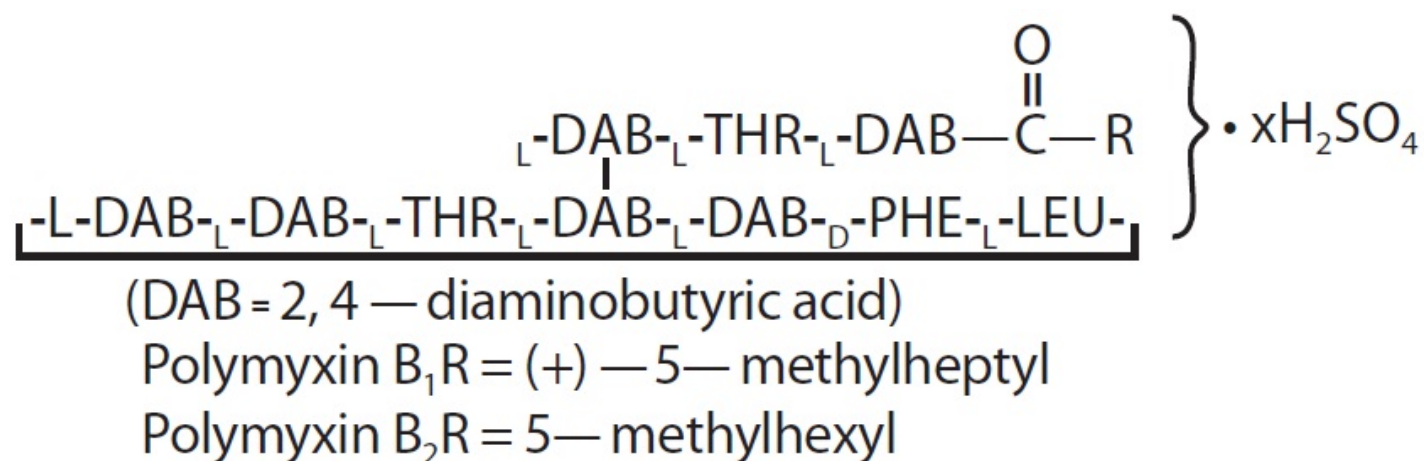 O
L-DAB-L-THR-L-DAB—C—R
• xH₂SO₄
-L-DAB-L-DAB-L-THR-L-DAB-L-DAB-D-PHE-L-LEU-
(DAB = 2, 4 — diaminobutyric acid)
Polymyxin B₁R = (+) —5— methylheptyl
Polymyxin B₂R = 5— methylhexyl